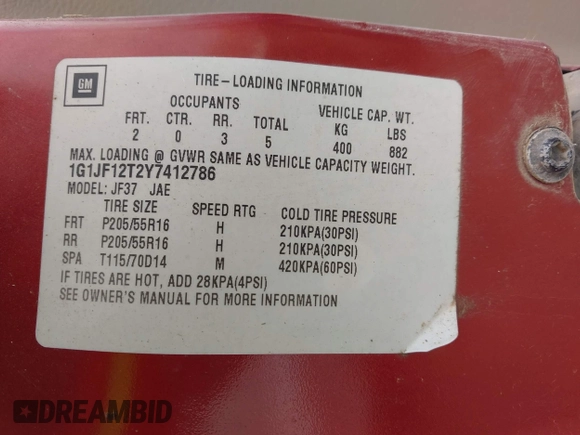 GM
TIRE-LOADING INFORMATION
OCCUPANTS VEHICLE CAP. WT.
FRT. CTR. RR. TOTAL KG LBS
2 0 3 5 400 882
MAX. LOADING @ GVWR SAME AS VEHICLE CAPACITY WEIGHT.
1G1JF12T2Y7412786
MODEL: JF37 JAE
TIRE SIZE SPEED RTG COLD TIRE PRESSURE
FRT P205/55R16 H 210KPA(30PSI)
RR P205/55R16 H 210KPA(30PSI)
SPA T115/70D14 M 420KPA(60PSI)
IF TIRES ARE HOT, ADD 28KPA(4PSI)
SEE OWNER'S MANUAL FOR MORE INFORMATION
DREAMBID